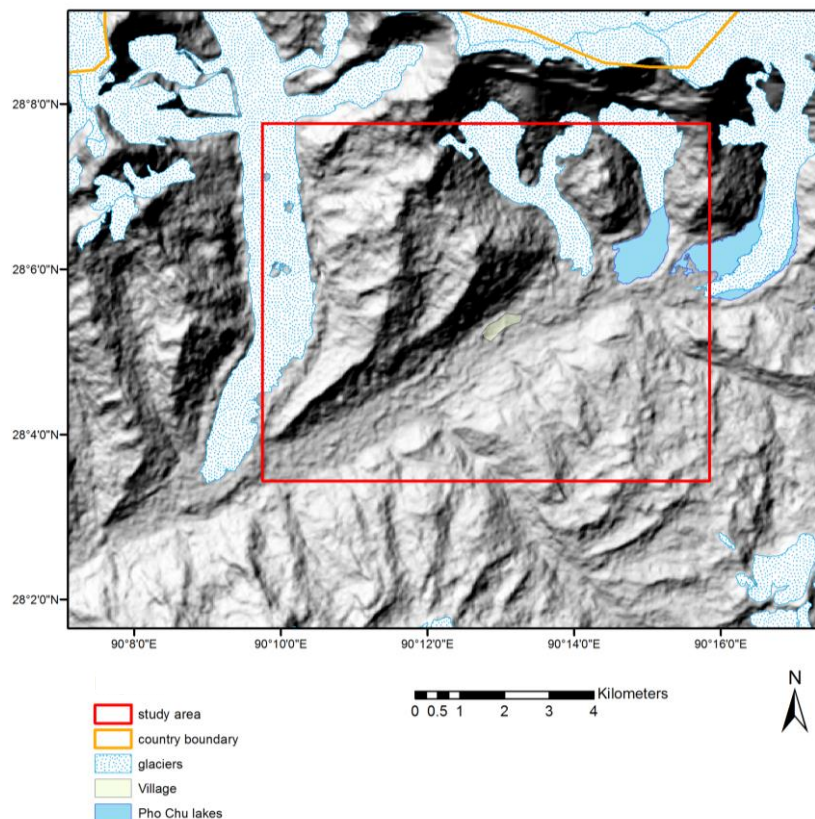 28°8'0"N
28°6'0"N
28°4'0"N
28°2'0"N
90°8'0"E 90°10'0"E 90°12'0"E 90°14'0"E 90°16'0"E
N
Kilometers
0 0.5 1 2 3 4
study area
country boundary
glaciers
Village
Pho Chu lakes